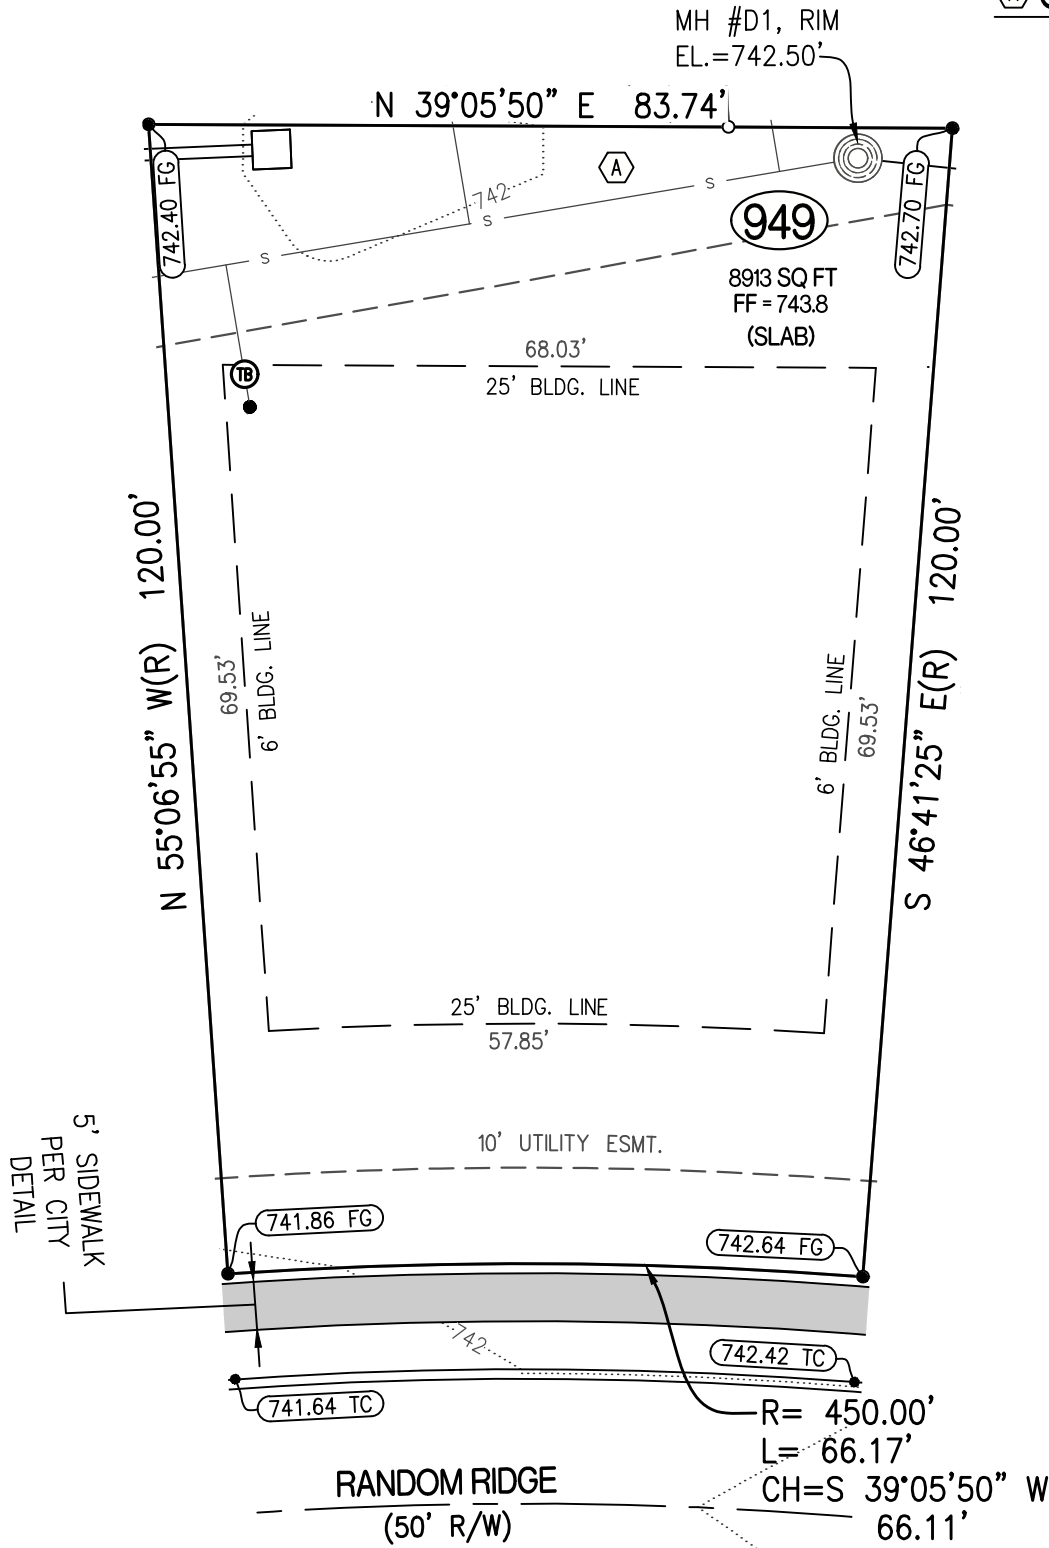 MH #D1, RIM
EL.=742.50'
N 39°05'50" E 83.74'
742.40 FG
A
S
S
S
742
949
742.70 FG
8913 SQ FT
FF = 743.8
(SLAB)
68.03'
25' BLDG. LINE
TB
N 55°06'55" W(R) 120.00'
69.53'
6' BLDG. LINE
6' BLDG. LINE
69.53'
S 46°41'25" E(R) 120.00'
25' BLDG. LINE
57.85'
10' UTILITY ESMT.
5' SIDEWALK
PER CITY
DETAIL
741.86 FG
742.64 FG
742
742.42 TC
741.64 TC
R= 450.00'
L= 66.17'
CH=S 39°05'50" W
66.11'
RANDOM RIDGE
(50' R/W)